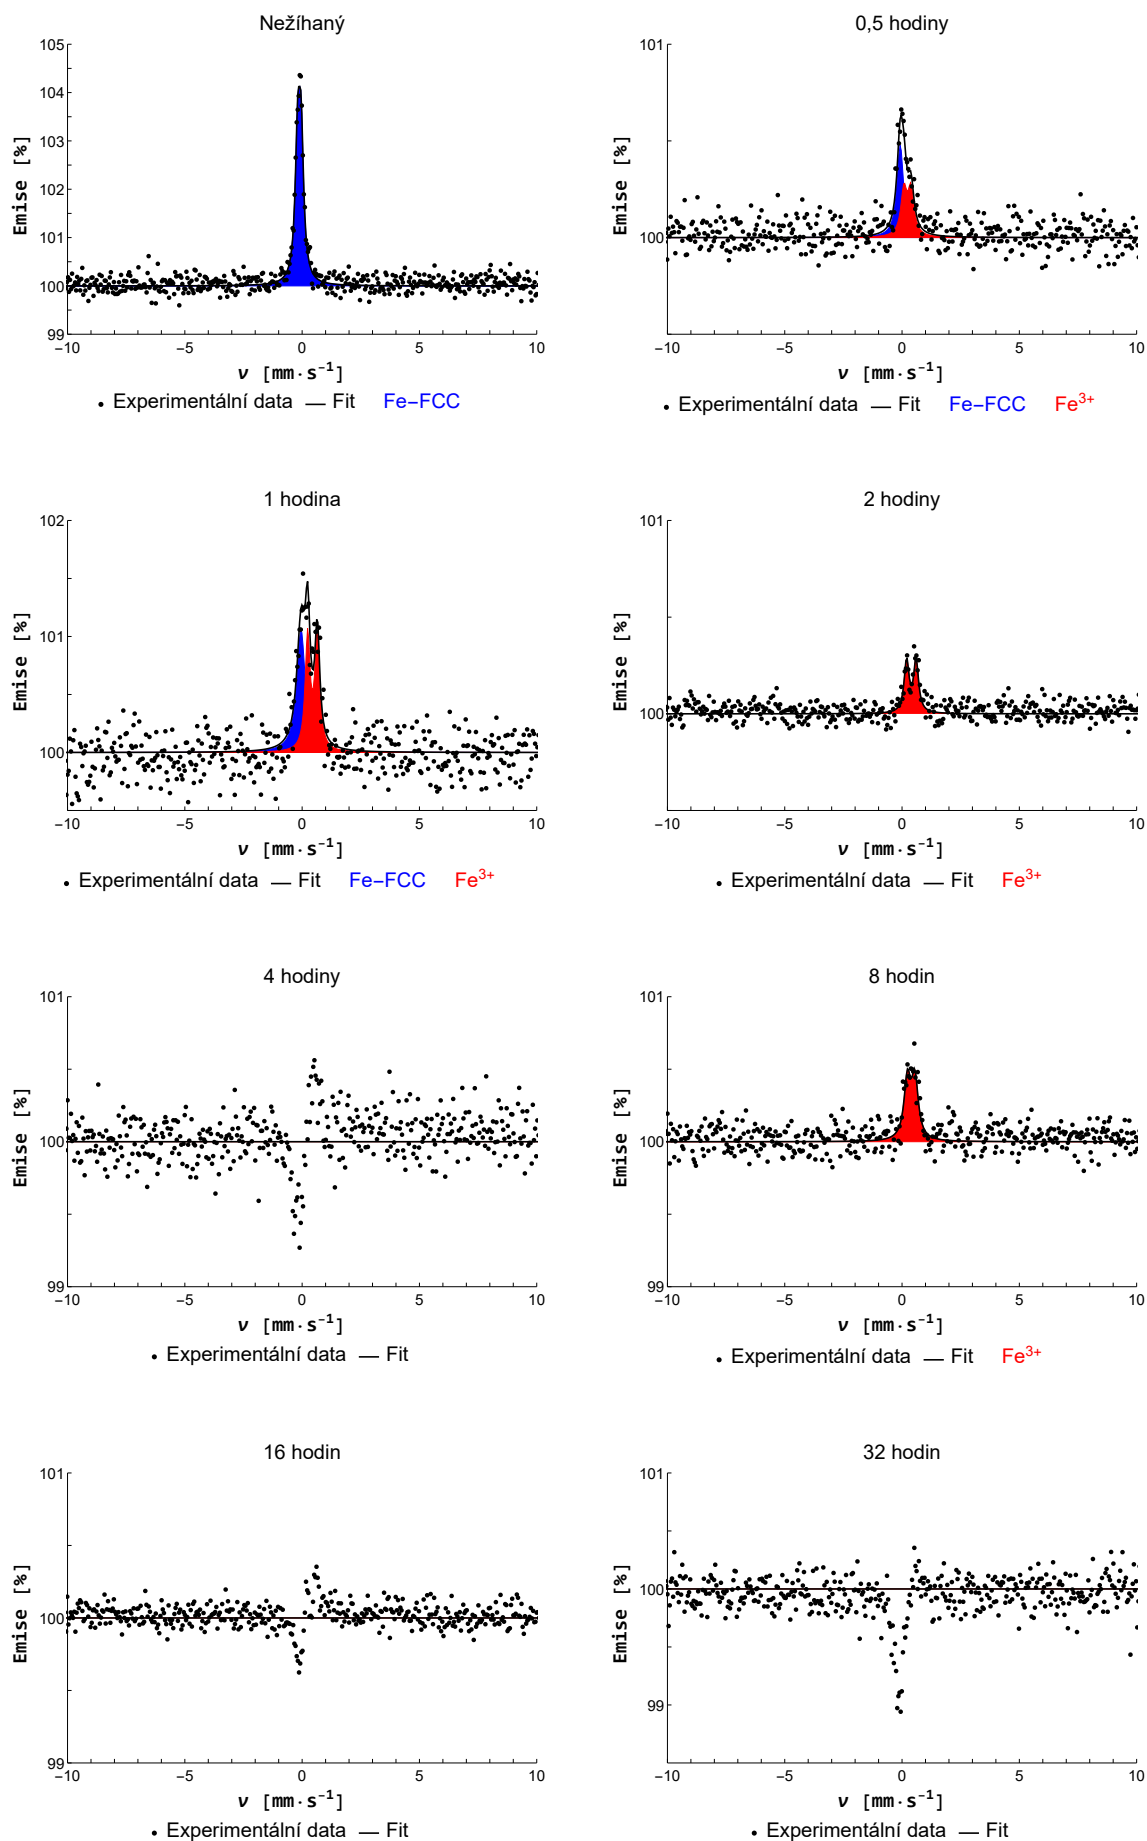 Nežíhaný
105
104
103
102
101
100
99
Emise [%]
−10 −5 0 5 10
ν [mm·s⁻¹]
• Experimentální data — Fit Fe−FCC
0,5 hodiny
101
100
Emise [%]
−10 −5 0 5 10
ν [mm·s⁻¹]
• Experimentální data — Fit Fe−FCC Fe³⁺
1 hodina
102
101
100
Emise [%]
−10 −5 0 5 10
ν [mm·s⁻¹]
• Experimentální data — Fit Fe−FCC Fe³⁺
2 hodiny
101
100
Emise [%]
−10 −5 0 5 10
ν [mm·s⁻¹]
• Experimentální data — Fit Fe³⁺
4 hodiny
101
100
99
Emise [%]
−10 −5 0 5 10
ν [mm·s⁻¹]
• Experimentální data — Fit
8 hodin
101
100
99
Emise [%]
−10 −5 0 5 10
ν [mm·s⁻¹]
• Experimentální data — Fit Fe³⁺
16 hodin
101
100
99
Emise [%]
−10 −5 0 5 10
ν [mm·s⁻¹]
• Experimentální data — Fit
32 hodin
101
100
99
Emise [%]
−10 −5 0 5 10
ν [mm·s⁻¹]
• Experimentální data — Fit